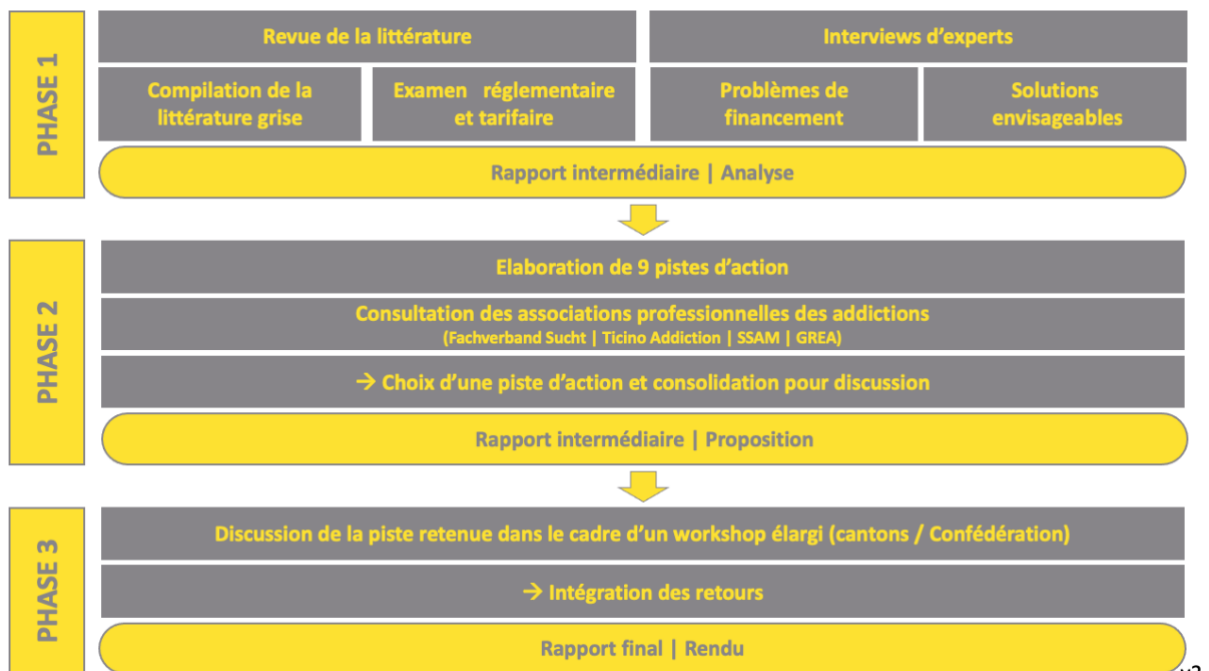 PHASE 1
Revue de la littérature
Interviews d'experts
Compilation de la
littérature grise
Examen réglementaire
et tarifaire
Problèmes de
financement
Solutions
envisageables
Rapport intermédiaire | Analyse
PHASE 2
Elaboration de 9 pistes d'action
Consultation des associations professionnelles des addictions
(Fachverband Sucht | Ticino Addiction | SSAM | GREA)
→ Choix d'une piste d'action et consolidation pour discussion
Rapport intermédiaire | Proposition
PHASE 3
Discussion de la piste retenue dans le cadre d'un workshop élargi (cantons / Confédération)
→ Intégration des retours
Rapport final | Rendu